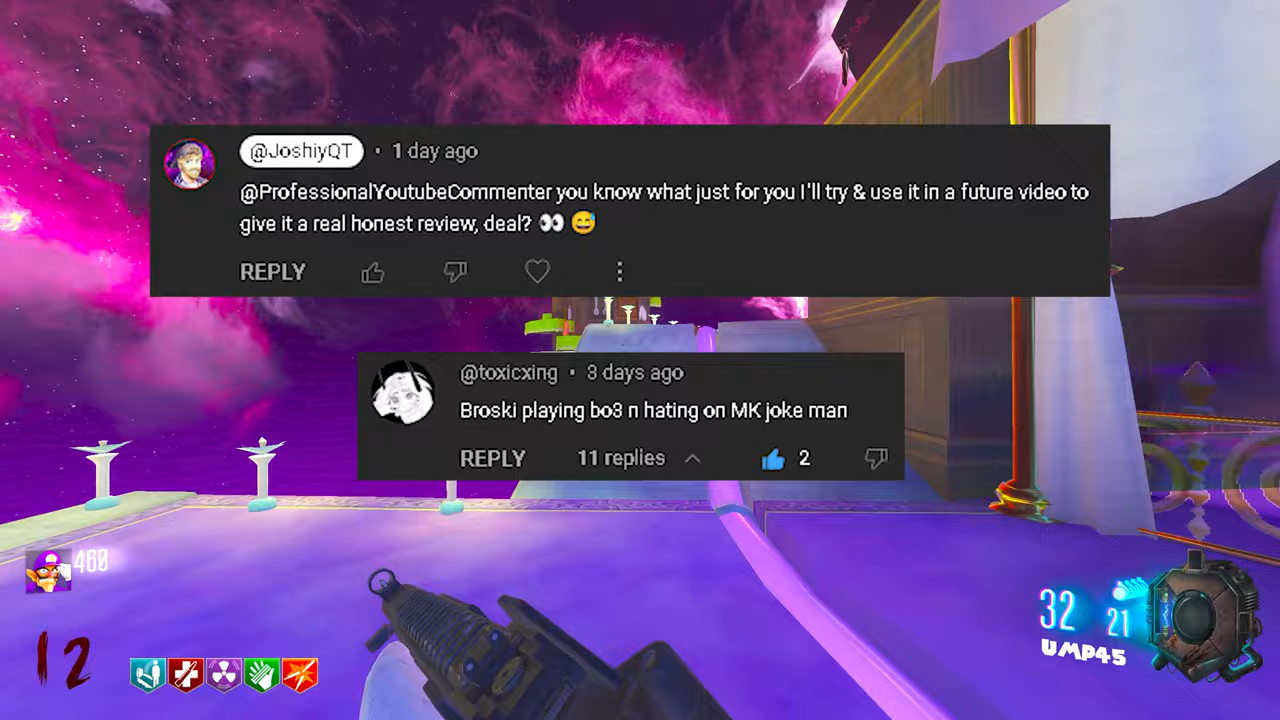 @JoshiyQT · 1 day ago
@ProfessionalYoutubeCommenter you know what just for you I'll try & use it in a future video to
give it a real honest review, deal? 👀 😅
REPLY
@toxicxing · 3 days ago
Broski playing bo3 n hating on MK joke man
REPLY 11 replies 2
460
12
32 21
UMP45